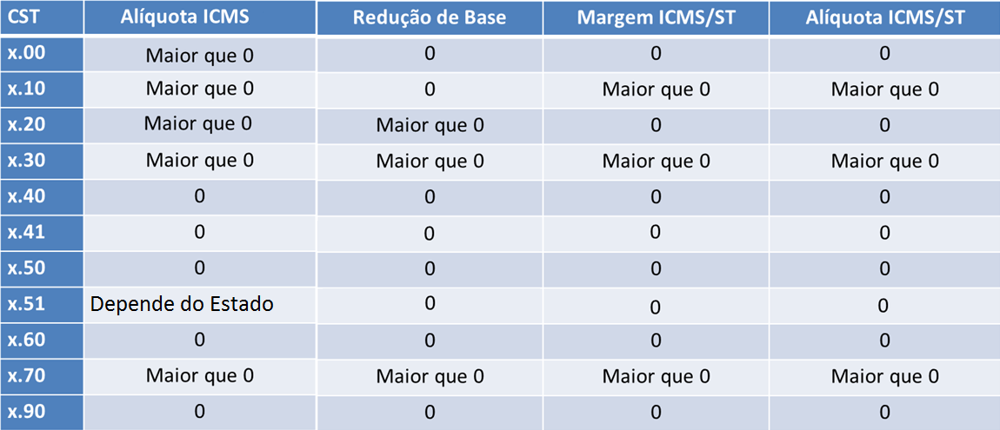 CST Alíquota ICMS Redução de Base Margem ICMS/ST Alíquota ICMS/ST
x.00 Maior que 0 0 0 0
x.10 Maior que 0 0 Maior que 0 Maior que 0
x.20 Maior que 0 Maior que 0 0 0
x.30 Maior que 0 Maior que 0 Maior que 0 Maior que 0
x.40 0 0 0 0
x.41 0 0 0 0
x.50 0 0 0 0
x.51 Depende do Estado 0 0 0
x.60 0 0 0 0
x.70 Maior que 0 Maior que 0 Maior que 0 Maior que 0
x.90 0 0 0 0